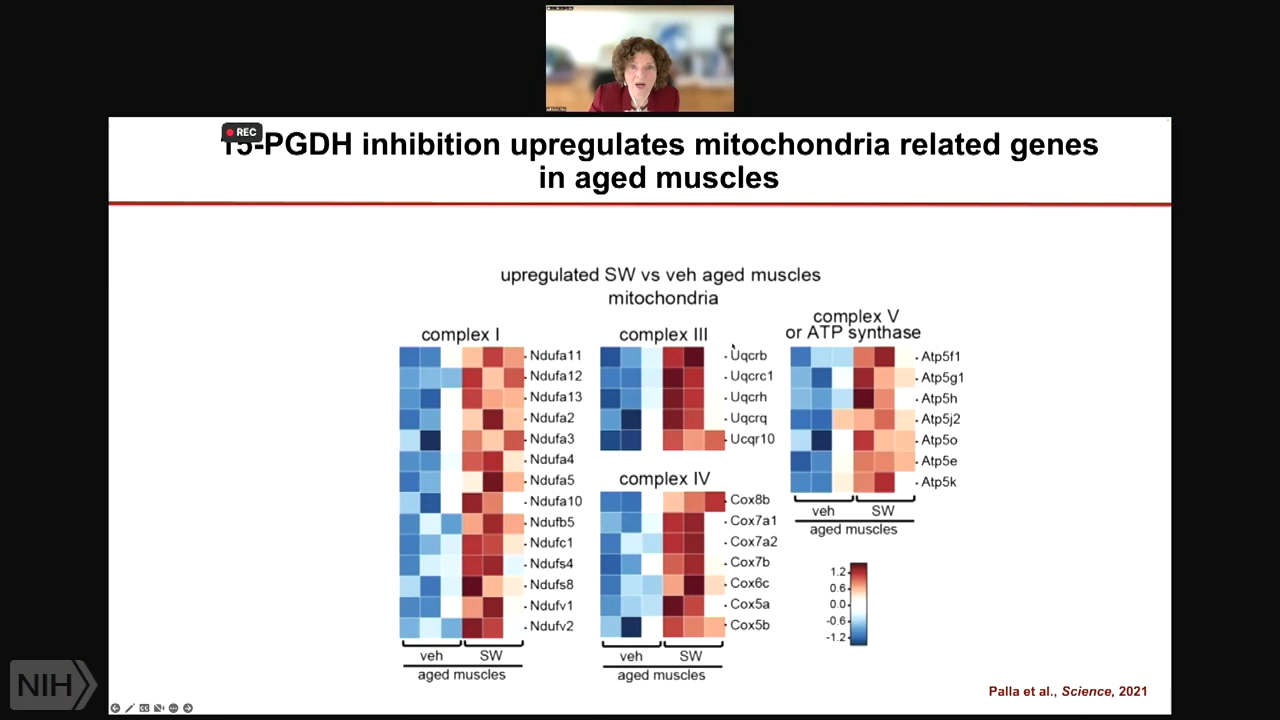 REC
15-PGDH inhibition upregulates mitochondria related genes
in aged muscles
upregulated SW vs veh aged muscles
mitochondria
complex I
Ndufa11
Ndufa12
Ndufa13
Ndufa2
Ndufa3
Ndufa4
Ndufa5
Ndufa10
Ndufb5
Ndufc1
Ndufs4
Ndufs8
Ndufv1
Ndufv2
veh SW
aged muscles
complex III
Uqcrb
Uqcrc1
Uqcrh
Uqcrq
Ucqr10
complex IV
Cox8b
Cox7a1
Cox7a2
Cox7b
Cox6c
Cox5a
Cox5b
veh SW
aged muscles
complex V
or ATP synthase
Atp5f1
Atp5g1
Atp5h
Atp5j2
Atp5o
Atp5e
Atp5k
veh SW
aged muscles
1.2
0.6
0.0
-0.6
-1.2
Palla et al., Science, 2021
NIH